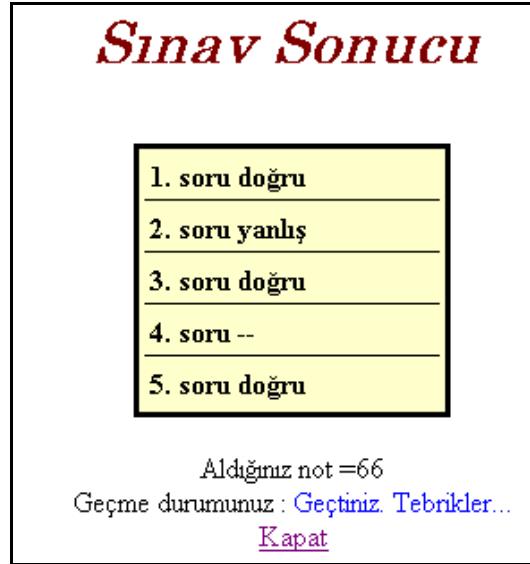 Sınav Sonucu
1. soru doğru
2. soru yanlış
3. soru doğru
4. soru --
5. soru doğru
Aldığınız not =66
Geçme durumunuz : Geçtiniz. Tebrikler...
Kapat